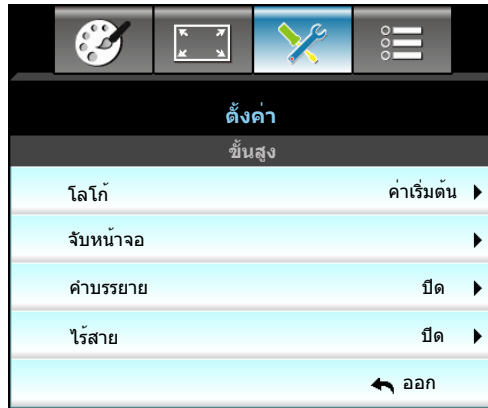 ตั้งค่า
ขั้นสูง
โลโก้ ค่าเริ่มต้น
จับหน้าจอ
คำบรรยาย ปีด
ไร้สาย ปีด
ออก